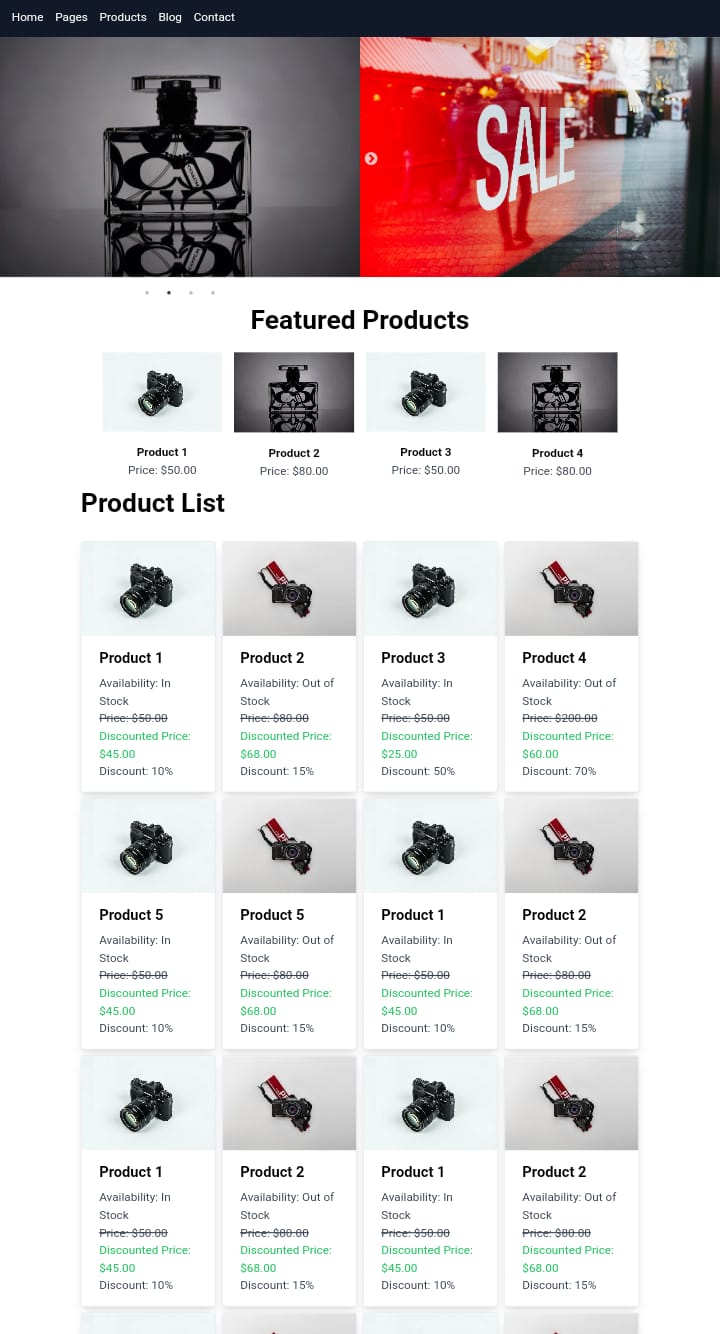 Home Pages Products Blog Contact
SALE
Featured Products
Product 1
Price: $50.00
Product 2
Price: $80.00
Product 3
Price: $50.00
Product 4
Price: $80.00
Product List
Product 1
Availability: In
Stock
Price: $50.00
Discounted Price:
$45.00
Discount: 10%
Product 2
Availability: Out of
Stock
Price: $80.00
Discounted Price:
$68.00
Discount: 15%
Product 3
Availability: In
Stock
Price: $50.00
Discounted Price:
$25.00
Discount: 50%
Product 4
Availability: Out of
Stock
Price: $200.00
Discounted Price:
$60.00
Discount: 70%
Product 5
Availability: In
Stock
Price: $50.00
Discounted Price:
$45.00
Discount: 10%
Product 5
Availability: Out of
Stock
Price: $80.00
Discounted Price:
$68.00
Discount: 15%
Product 1
Availability: In
Stock
Price: $50.00
Discounted Price:
$45.00
Discount: 10%
Product 2
Availability: Out of
Stock
Price: $80.00
Discounted Price:
$68.00
Discount: 15%
Product 1
Availability: In
Stock
Price: $50.00
Discounted Price:
$45.00
Discount: 10%
Product 2
Availability: Out of
Stock
Price: $80.00
Discounted Price:
$68.00
Discount: 15%
Product 1
Availability: In
Stock
Price: $50.00
Discounted Price:
$45.00
Discount: 10%
Product 2
Availability: Out of
Stock
Price: $80.00
Discounted Price:
$68.00
Discount: 15%